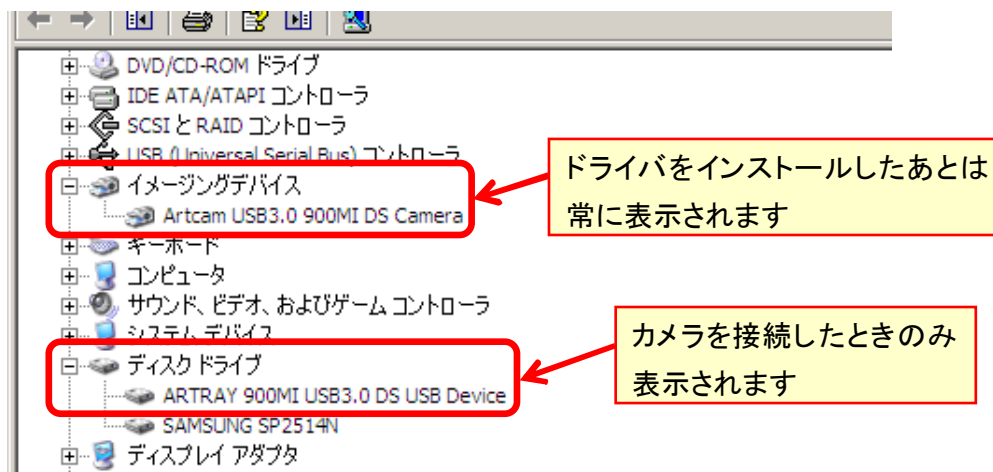 DVD/CD-ROM ドライブ
IDE ATA/ATAPI コントローラ
SCSI と RAID コントローラ
USB (Universal Serial Bus) コントローラ
イメージングデバイス
Artcam USB3.0 900MI DS Camera
キーボード
コンピュータ
サウンド、ビデオ、およびゲーム コントローラ
システム デバイス
ディスク ドライブ
ARTRAY 900MI USB3.0 DS USB Device
SAMSUNG SP2514N
ディスプレイ アダプタ
ドライバをインストールしたあとは
常に表示されます
カメラを接続したときのみ
表示されます